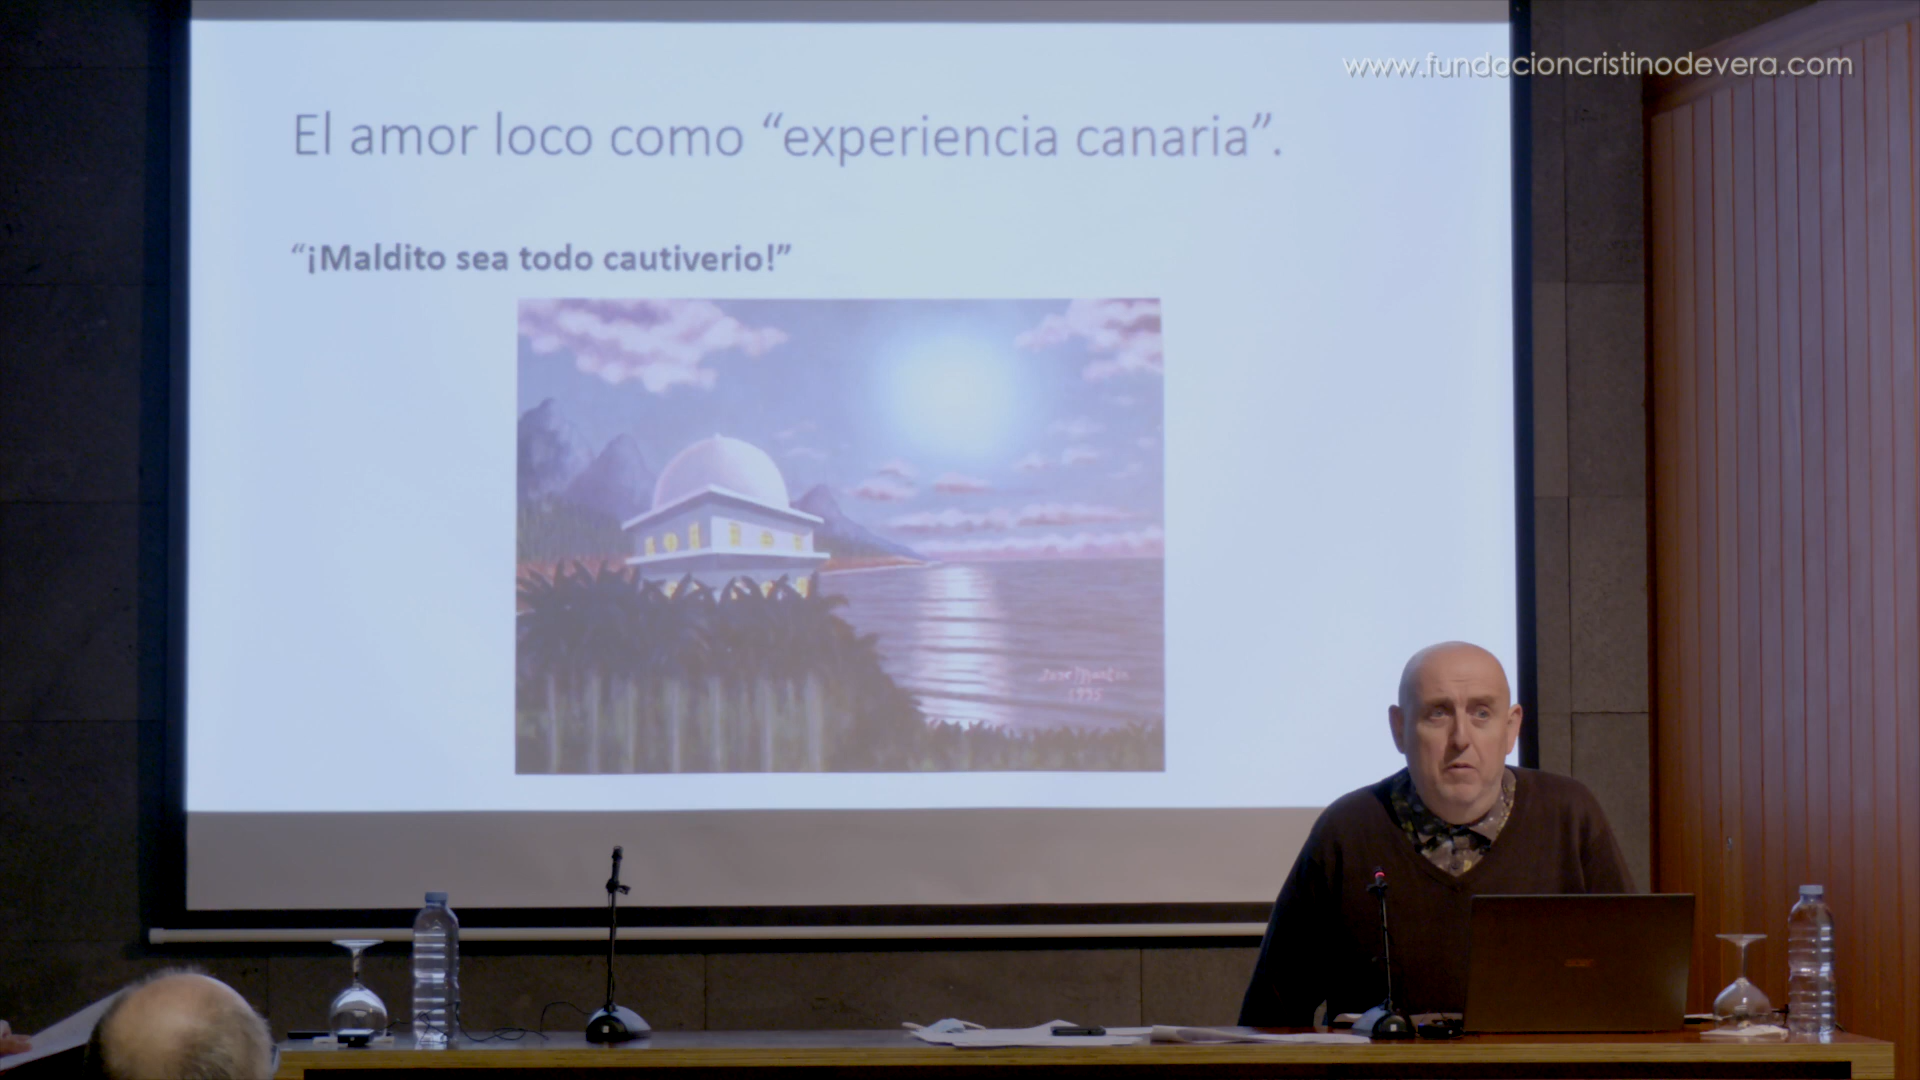 www.fundacioncristinodevera.com
El amor loco como “experiencia canaria”.
“¡Maldito sea todo cautiverio!”